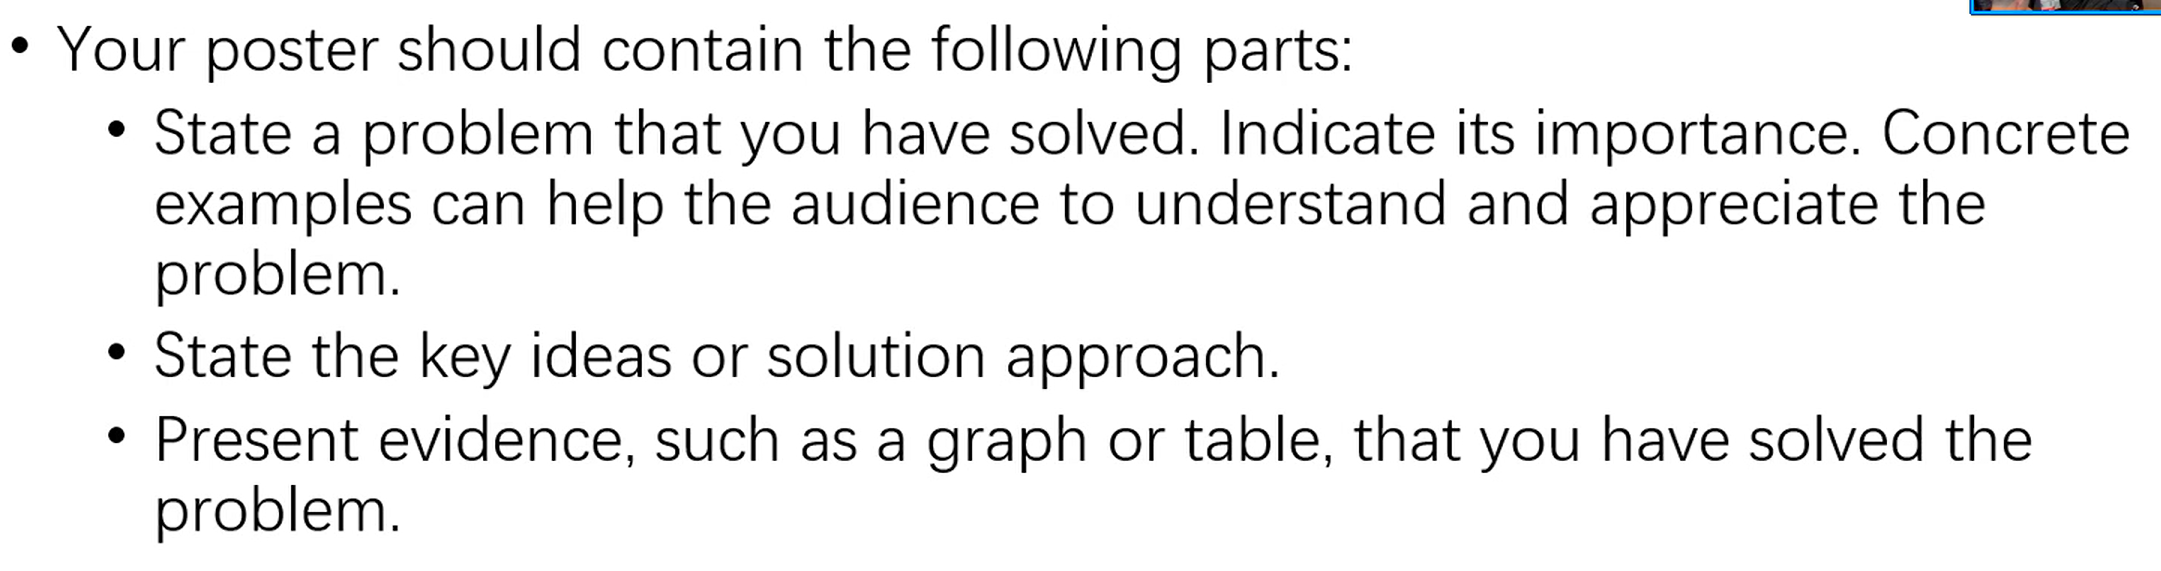 • Your poster should contain the following parts:
• State a problem that you have solved. Indicate its importance. Concrete
examples can help the audience to understand and appreciate the
problem.
• State the key ideas or solution approach.
• Present evidence, such as a graph or table, that you have solved the
problem.